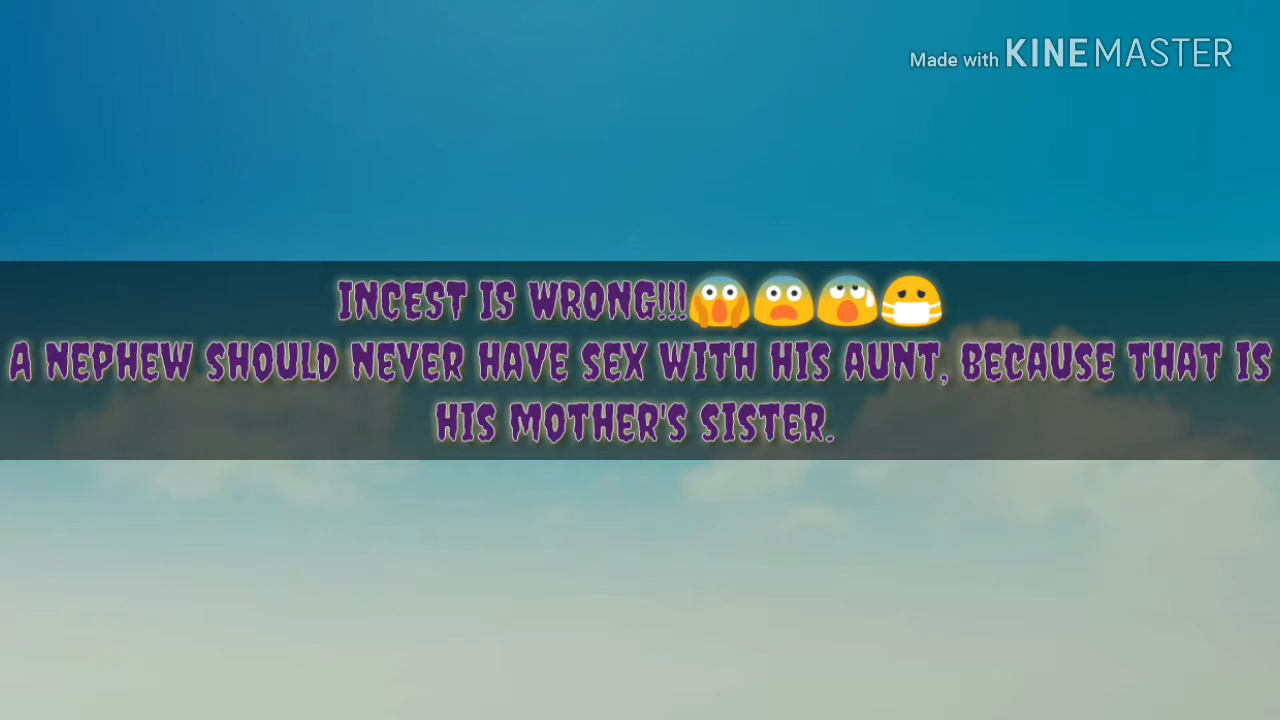 Made with KINEMASTER
INCEST IS WRONG!!!😱😨😰😷
A NEPHEW SHOULD NEVER HAVE SEX WITH HIS AUNT, BECAUSE THAT IS
HIS MOTHER'S SISTER.